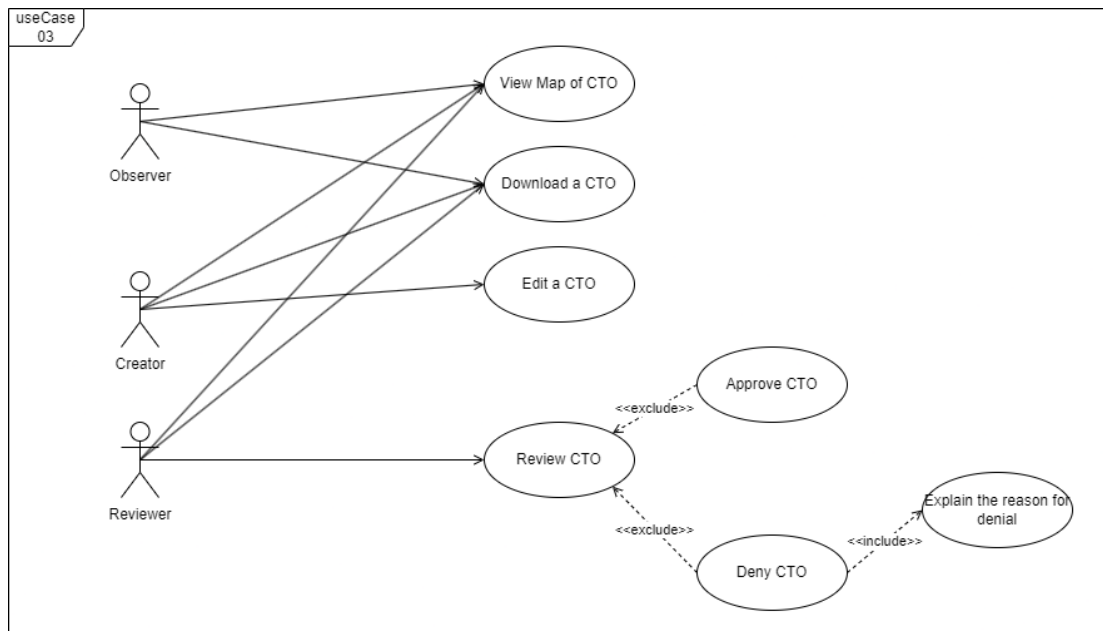 useCase
03
View Map of CTO
Observer
Download a CTO
Edit a CTO
Creator
Approve CTO
<<exclude>>
Review CTO
Reviewer
Explain the reason for
denial
<<exclude>>
<<include>>
Deny CTO